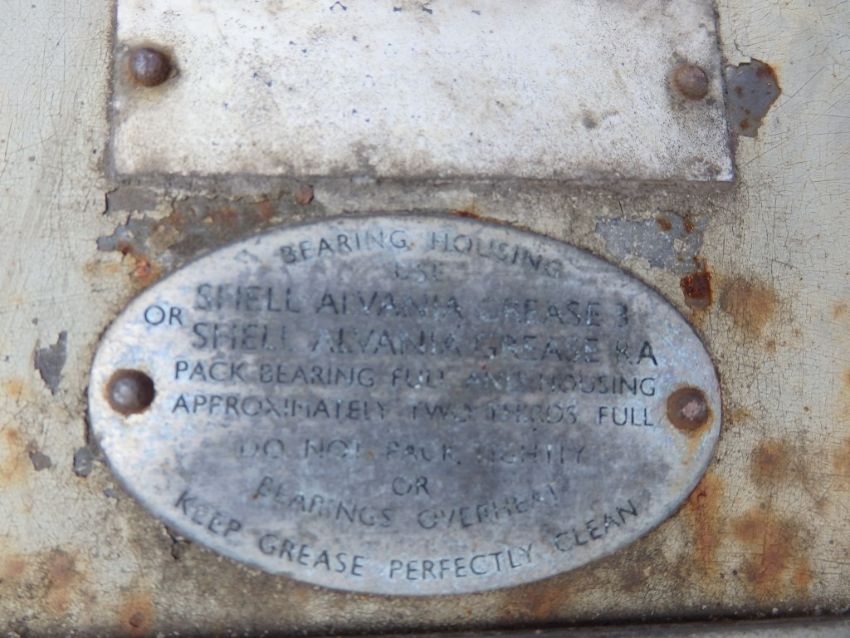 BEARING HOUSING
USE
SHELL ALVANIA GREASE 3
OR SHELL ALVANIA GREASE RA
PACK BEARING FULL AND HOUSING
APPROXIMATELY TWO THIRDS FULL
DO NOT PACK TIGHTLY
OR
BEARINGS OVERHEAT
KEEP GREASE PERFECTLY CLEAN